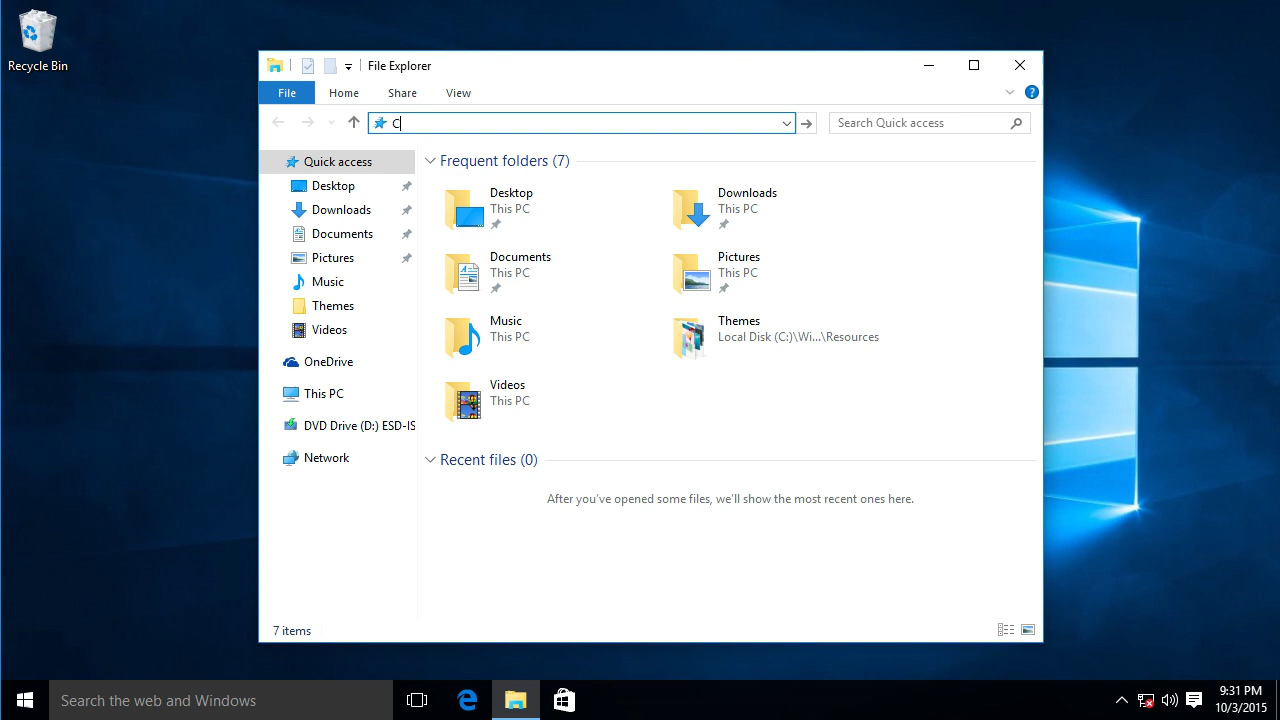 Recycle Bin
File Explorer
File Home Share View
C
Search Quick access
Quick access
Desktop
Downloads
Documents
Pictures
Music
Themes
Videos
OneDrive
This PC
DVD Drive (D:) ESD-IS
Network
Frequent folders (7)
Desktop
This PC
Downloads
This PC
Documents
This PC
Pictures
This PC
Music
This PC
Themes
Local Disk (C:)\Wi...\Resources
Videos
This PC
Recent files (0)
After you've opened some files, we'll show the most recent ones here.
7 items
Search the web and Windows
9:31 PM
10/3/2015